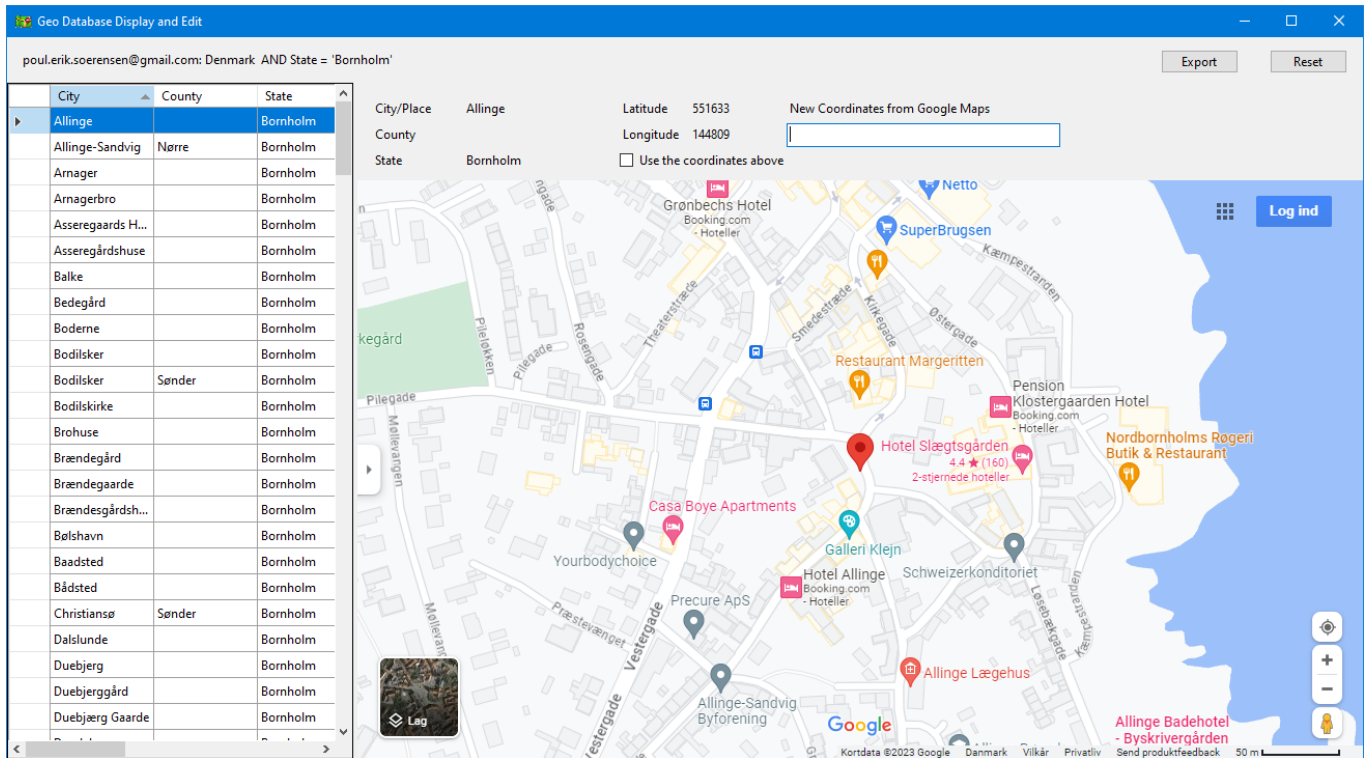 Geo Database Display and Edit
poul.erik.soerensen@gmail.com: Denmark AND State = 'Bornholm'
Export
Reset
City County State
Allinge Bornholm
Allinge-Sandvig Nørre Bornholm
Arnager Bornholm
Arnagerbro Bornholm
Asseregaards H... Bornholm
Asseregårdshuse Bornholm
Balke Bornholm
Bedegård Bornholm
Boderne Bornholm
Bodilsker Bornholm
Bodilsker Sønder Bornholm
Bodilskirke Bornholm
Brohuse Bornholm
Brændegård Bornholm
Brændegaarde Bornholm
Brændesgårdsh... Bornholm
Bølshavn Bornholm
Baadsted Bornholm
Bådsted Bornholm
Christiansø Sønder Bornholm
Dalslunde Bornholm
Duebjerg Bornholm
Duebjerggård Bornholm
Duebjærg Gaarde Bornholm
City/Place Allinge Latitude 551633 New Coordinates from Google Maps
County Longitude 144809
State Bornholm Use the coordinates above
Netto
Grønbechs Hotel
Booking.com
- Hoteller
SuperBrugsen
Log ind
Kæmpestranden
Theaterstræde
Smedestræde
Kirkegade
Østergade
kegård
Pileløkken
Pilegade
Rosengade
Restaurant Margeritten
Pension
Klostergaarden Hotel
Booking.com
- Hoteller
Pilegade
Møllevangen
Hotel Slægtsgården
4.4 ★ (160)
2-stjernede hoteller
Nordbornholms Røgeri
Butik & Restaurant
Casa Boye Apartments
Yourbodychoice
Galleri Klejn
Hotel Allinge
Booking.com
- Hoteller
Schweizerkonditoriet
Precure ApS
Præstevænget
Vestergade
Løsebækgade
Kæmpestranden
Allinge Lægehus
Allinge-Sandvig
Byforening
Vestergade
Lag
Google
Allinge Badehotel
- Byskrivergården
Kortdata ©2023 Google Danmark Vilkår Privatliv Send produktfeedback 50 m